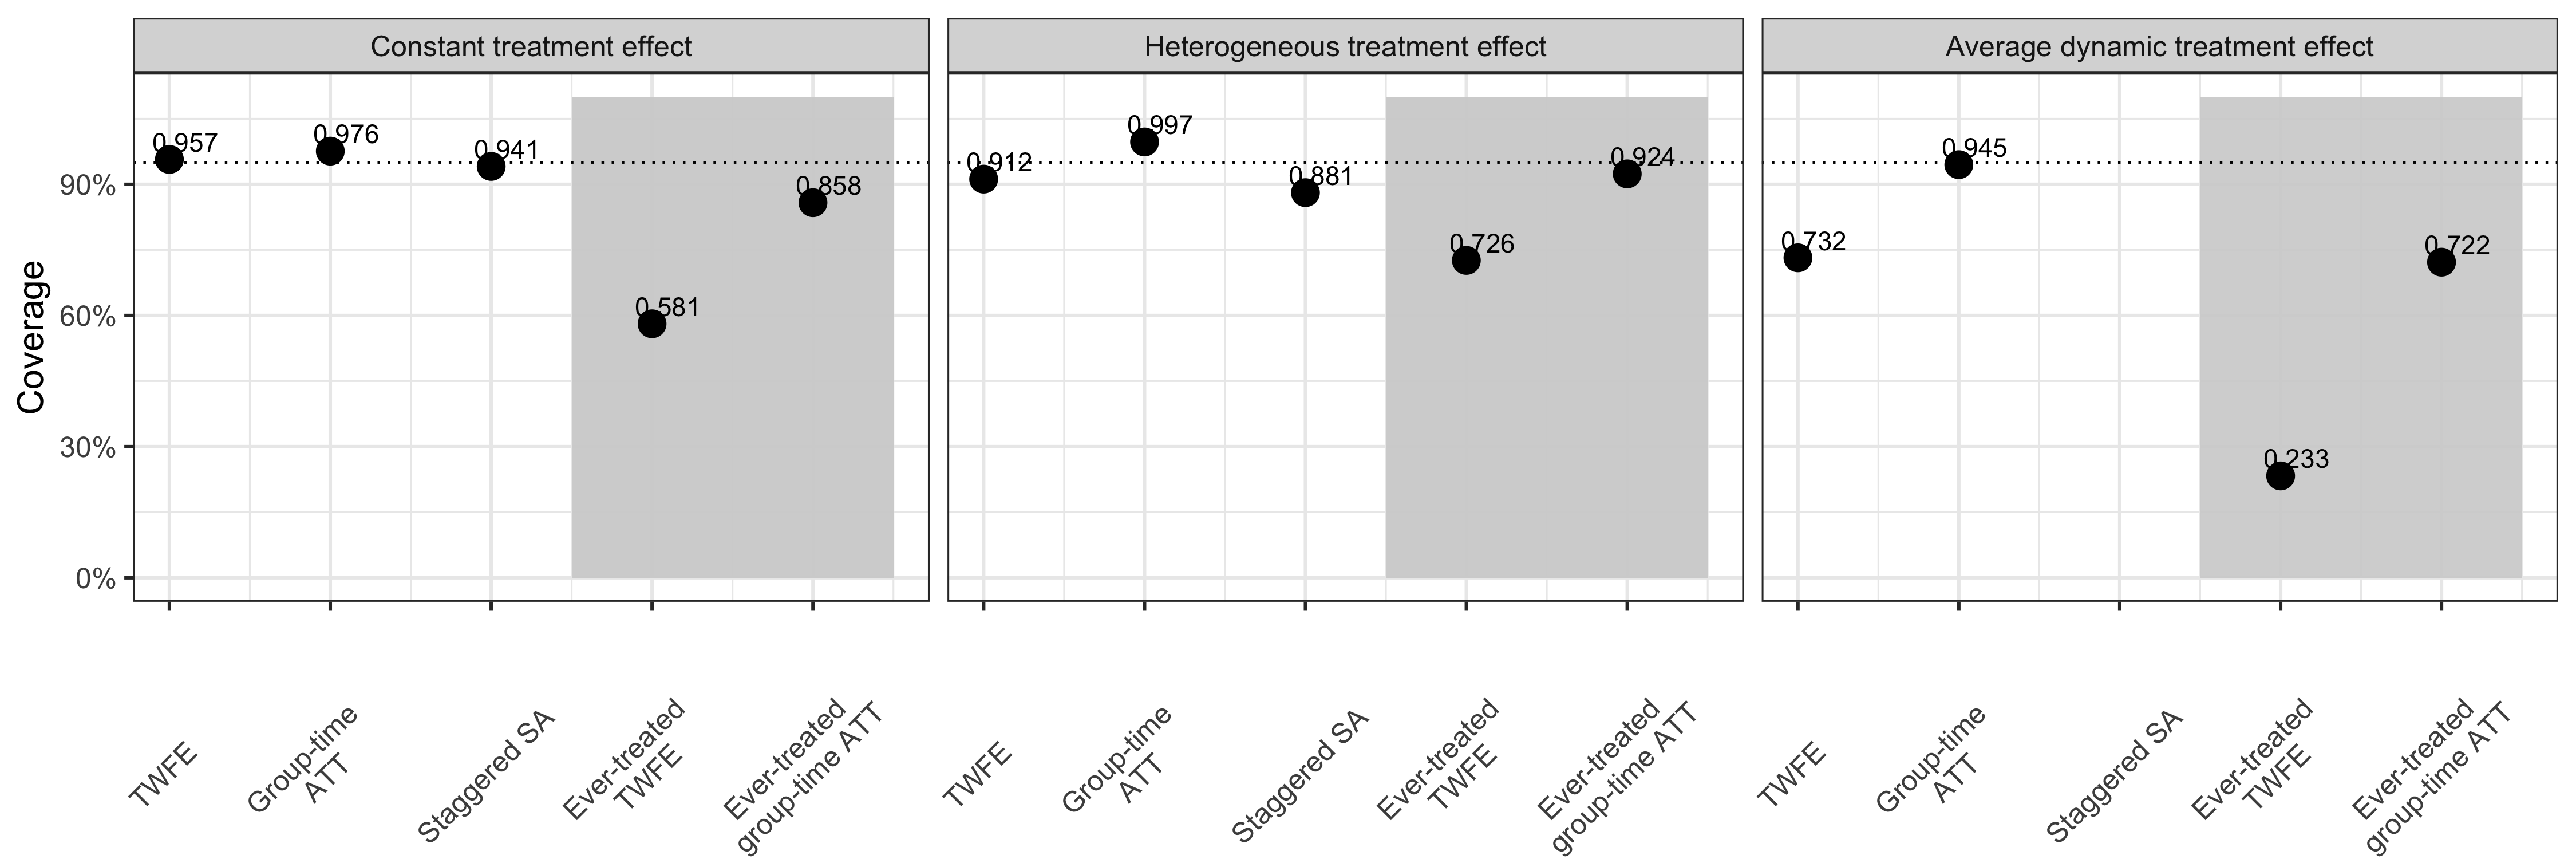 Constant treatment effect
Heterogeneous treatment effect
Average dynamic treatment effect
Coverage
90%
60%
30%
0%
0.957
0.976
0.941
0.581
0.858
0.912
0.997
0.881
0.726
0.924
0.732
0.945
0.233
0.722
TWFE
Group-time
ATT
Staggered SA
Ever-treated
TWFE
Ever-treated
group-time ATT
TWFE
Group-time
ATT
Staggered SA
Ever-treated
TWFE
Ever-treated
group-time ATT
TWFE
Group-time
ATT
Staggered SA
Ever-treated
TWFE
Ever-treated
group-time ATT